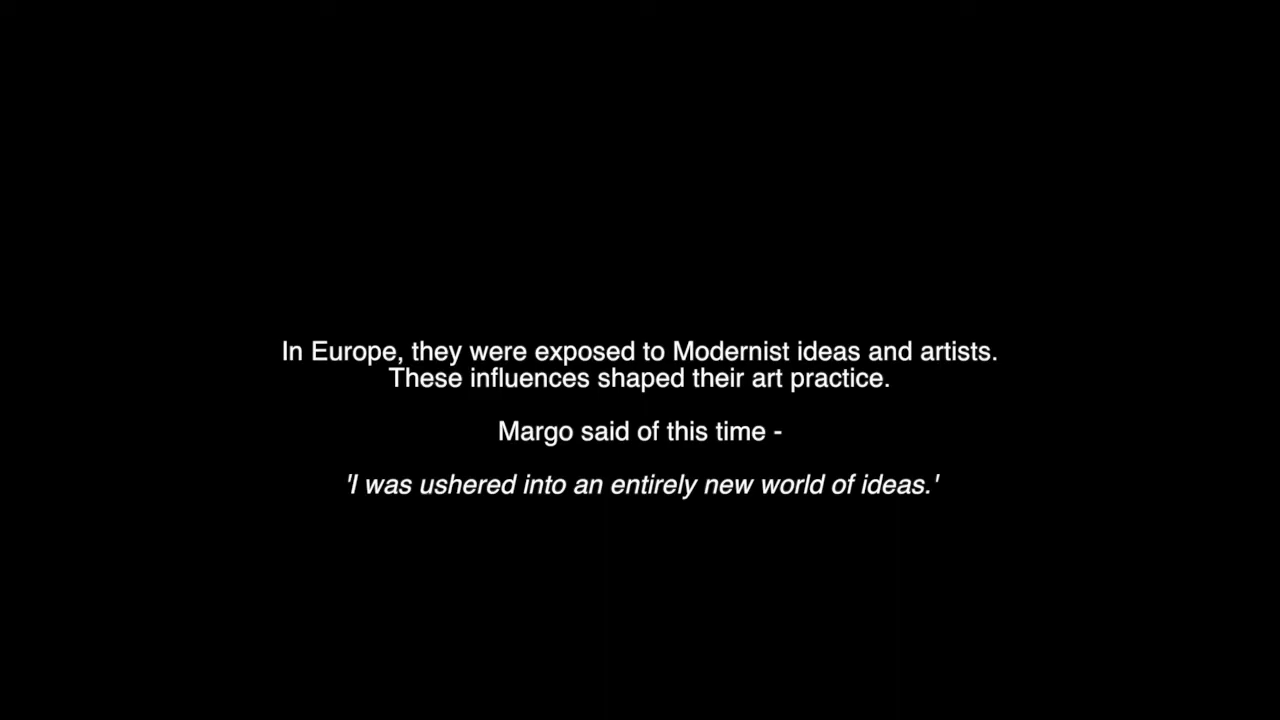 In Europe, they were exposed to Modernist ideas and artists.
These influences shaped their art practice.
Margo said of this time -
'I was ushered into an entirely new world of ideas.'